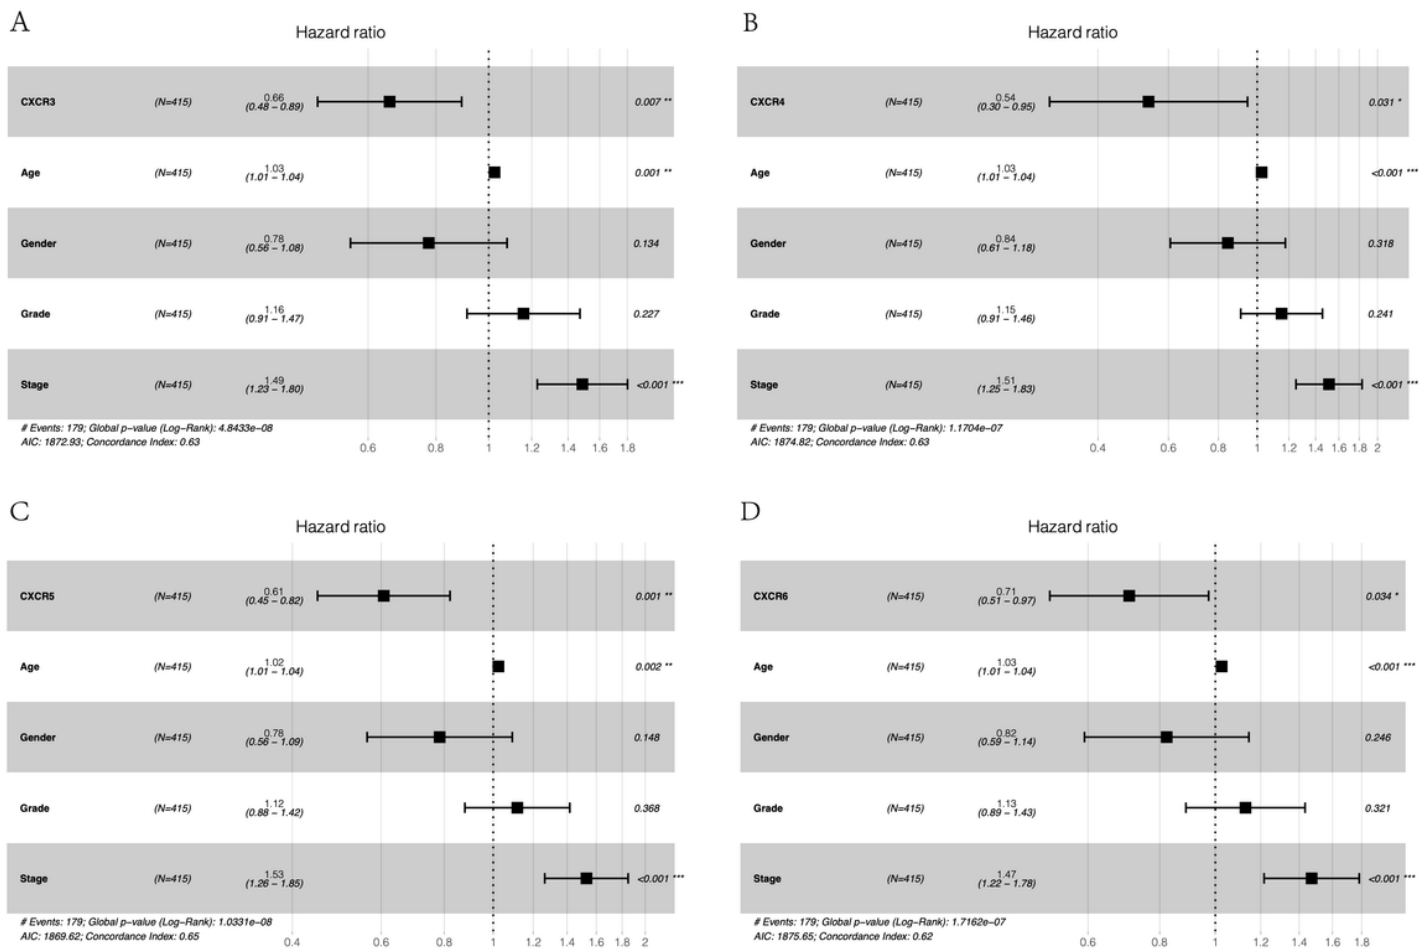 A
Hazard ratio
CXCR3 (N=415) 0.66 (0.48 – 0.89) 0.007 **
Age (N=415) 1.03 (1.01 – 1.04) 0.001 **
Gender (N=415) 0.78 (0.56 – 1.08) 0.134
Grade (N=415) 1.16 (0.91 – 1.47) 0.227
Stage (N=415) 1.49 (1.23 – 1.80) <0.001 ***
# Events: 179; Global p–value (Log–Rank): 4.8433e–08
AIC: 1872.93; Concordance Index: 0.63
0.6 0.8 1 1.2 1.4 1.6 1.8
B
Hazard ratio
CXCR4 (N=415) 0.54 (0.30 – 0.95) 0.031 *
Age (N=415) 1.03 (1.01 – 1.04) <0.001 ***
Gender (N=415) 0.84 (0.61 – 1.18) 0.318
Grade (N=415) 1.15 (0.91 – 1.46) 0.241
Stage (N=415) 1.51 (1.25 – 1.83) <0.001 ***
# Events: 179; Global p–value (Log–Rank): 1.1704e–07
AIC: 1874.82; Concordance Index: 0.63
0.4 0.6 0.8 1 1.2 1.4 1.6 1.8 2
C
Hazard ratio
CXCR5 (N=415) 0.61 (0.45 – 0.82) 0.001 **
Age (N=415) 1.02 (1.01 – 1.04) 0.002 **
Gender (N=415) 0.78 (0.56 – 1.09) 0.148
Grade (N=415) 1.12 (0.88 – 1.42) 0.368
Stage (N=415) 1.53 (1.26 – 1.85) <0.001 ***
# Events: 179; Global p–value (Log–Rank): 1.0331e–08
AIC: 1869.62; Concordance Index: 0.65
0.4 0.6 0.8 1 1.2 1.4 1.6 1.8 2
D
Hazard ratio
CXCR6 (N=415) 0.71 (0.51 – 0.97) 0.034 *
Age (N=415) 1.03 (1.01 – 1.04) <0.001 ***
Gender (N=415) 0.82 (0.59 – 1.14) 0.246
Grade (N=415) 1.13 (0.89 – 1.43) 0.321
Stage (N=415) 1.47 (1.22 – 1.78) <0.001 ***
# Events: 179; Global p–value (Log–Rank): 1.7162e–07
AIC: 1875.65; Concordance Index: 0.62
0.6 0.8 1 1.2 1.4 1.6 1.8